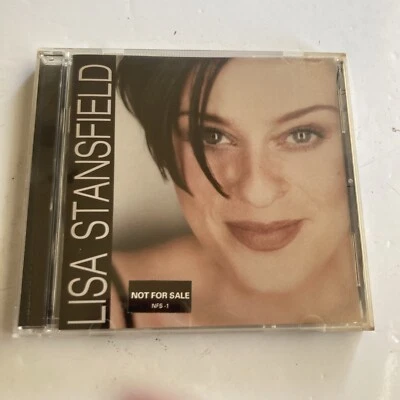 LISA STANSFIELD
NOT FOR SALE
NFS-1